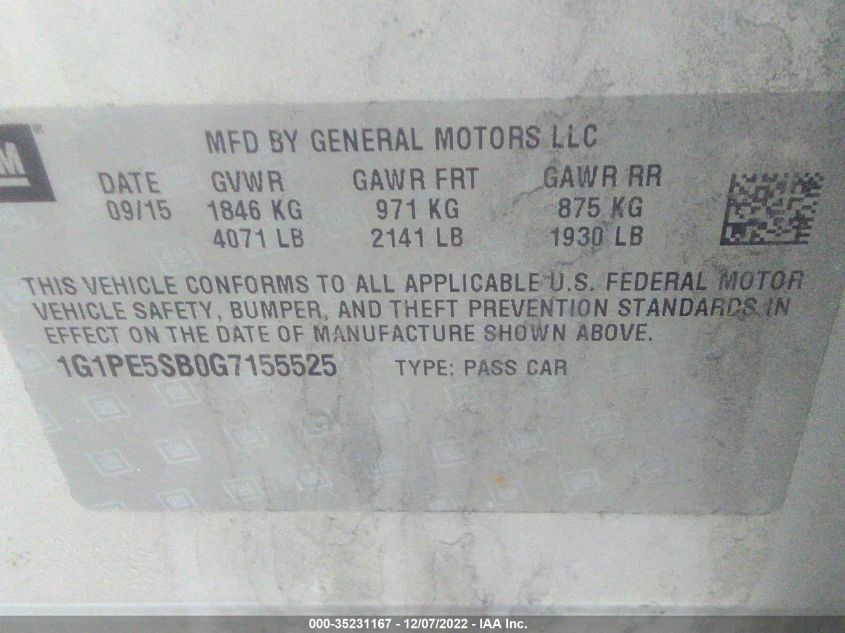 GM
MFD BY GENERAL MOTORS LLC
DATE GVWR GAWR FRT GAWR RR
09/15 1846 KG 971 KG 875 KG
4071 LB 2141 LB 1930 LB
THIS VEHICLE CONFORMS TO ALL APPLICABLE U.S. FEDERAL MOTOR
VEHICLE SAFETY, BUMPER, AND THEFT PREVENTION STANDARDS IN
EFFECT ON THE DATE OF MANUFACTURE SHOWN ABOVE.
1G1PE5SB0G7155525 TYPE: PASS CAR
000-35231167 - 12/07/2022 - IAA Inc.